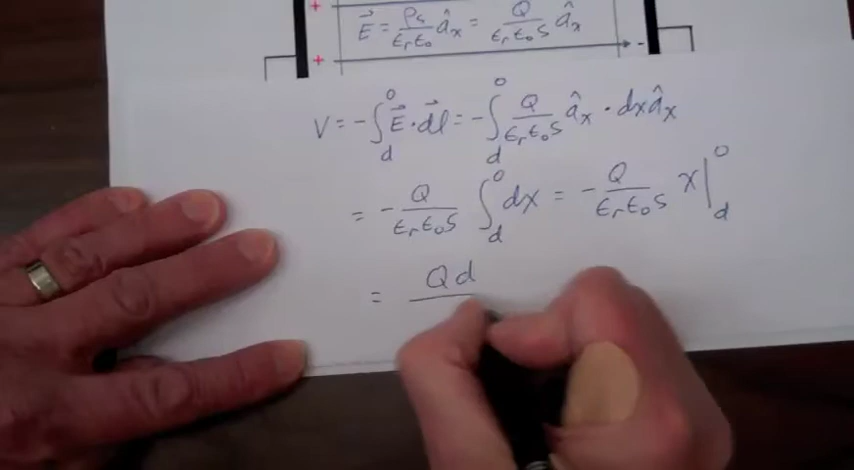 + E⃗ = ρs/(εrε0) âx = Q/(εrε0S) âx
+ -
V = -∫_d^0 E⃗ · dl⃗ = -∫_d^0 Q/(εrε0S) âx · dx âx
= - Q/(εrε0S) ∫_d^0 dx = - Q/(εrε0S) x|_d^0
= Qd